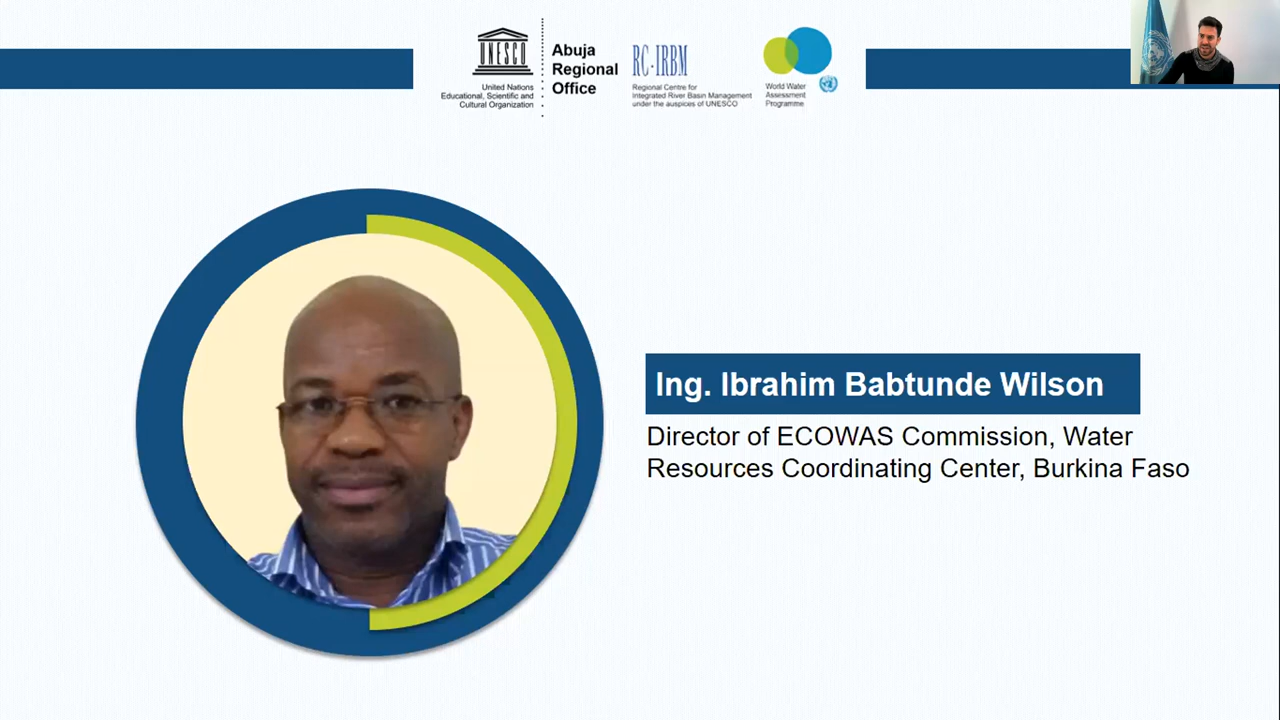 UNESCO
United Nations
Educational, Scientific and
Cultural Organization
Abuja
Regional
Office
RC·IRBM
Regional Centre for
Integrated River Basin Management
under the auspices of UNESCO
World Water
Assessment
Programme
Ing. Ibrahim Babtunde Wilson
Director of ECOWAS Commission, Water
Resources Coordinating Center, Burkina Faso